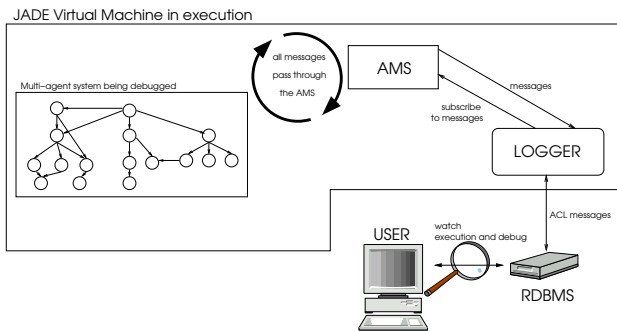 JADE Virtual Machine in execution
all messages
pass through
the AMS
AMS
messages
subscribe
to messages
Multi-agent system being debugged
LOGGER
ACL messages
USER
watch
execution and debug
RDBMS